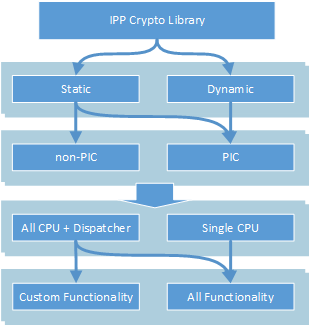 IPP Crypto Library
Static
Dynamic
non-PIC
PIC
All CPU + Dispatcher
Single CPU
Custom Functionality
All Functionality